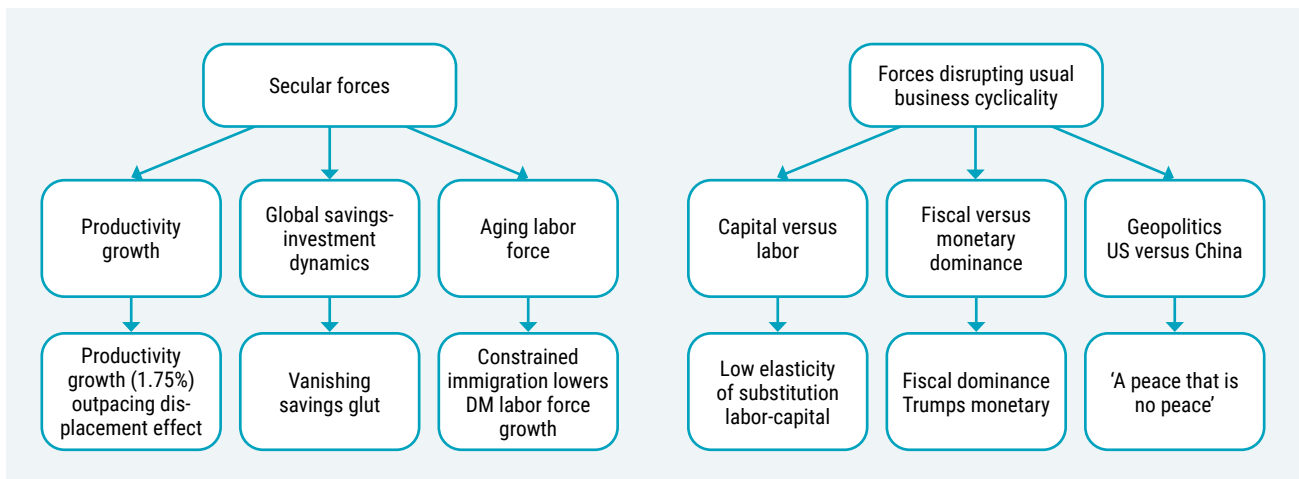 Secular forces
Forces disrupting usual
business cyclicality
Productivity
growth
Global savings-
investment
dynamics
Aging labor
force
Capital versus
labor
Fiscal versus
monetary
dominance
Geopolitics
US versus China
Productivity
growth (1.75%)
outpacing dis-
placement effect
Vanishing
savings glut
Constrained
immigration lowers
DM labor force
growth
Low elasticity
of substitution
labor-capital
Fiscal dominance
Trumps monetary
‘A peace that is
no peace’